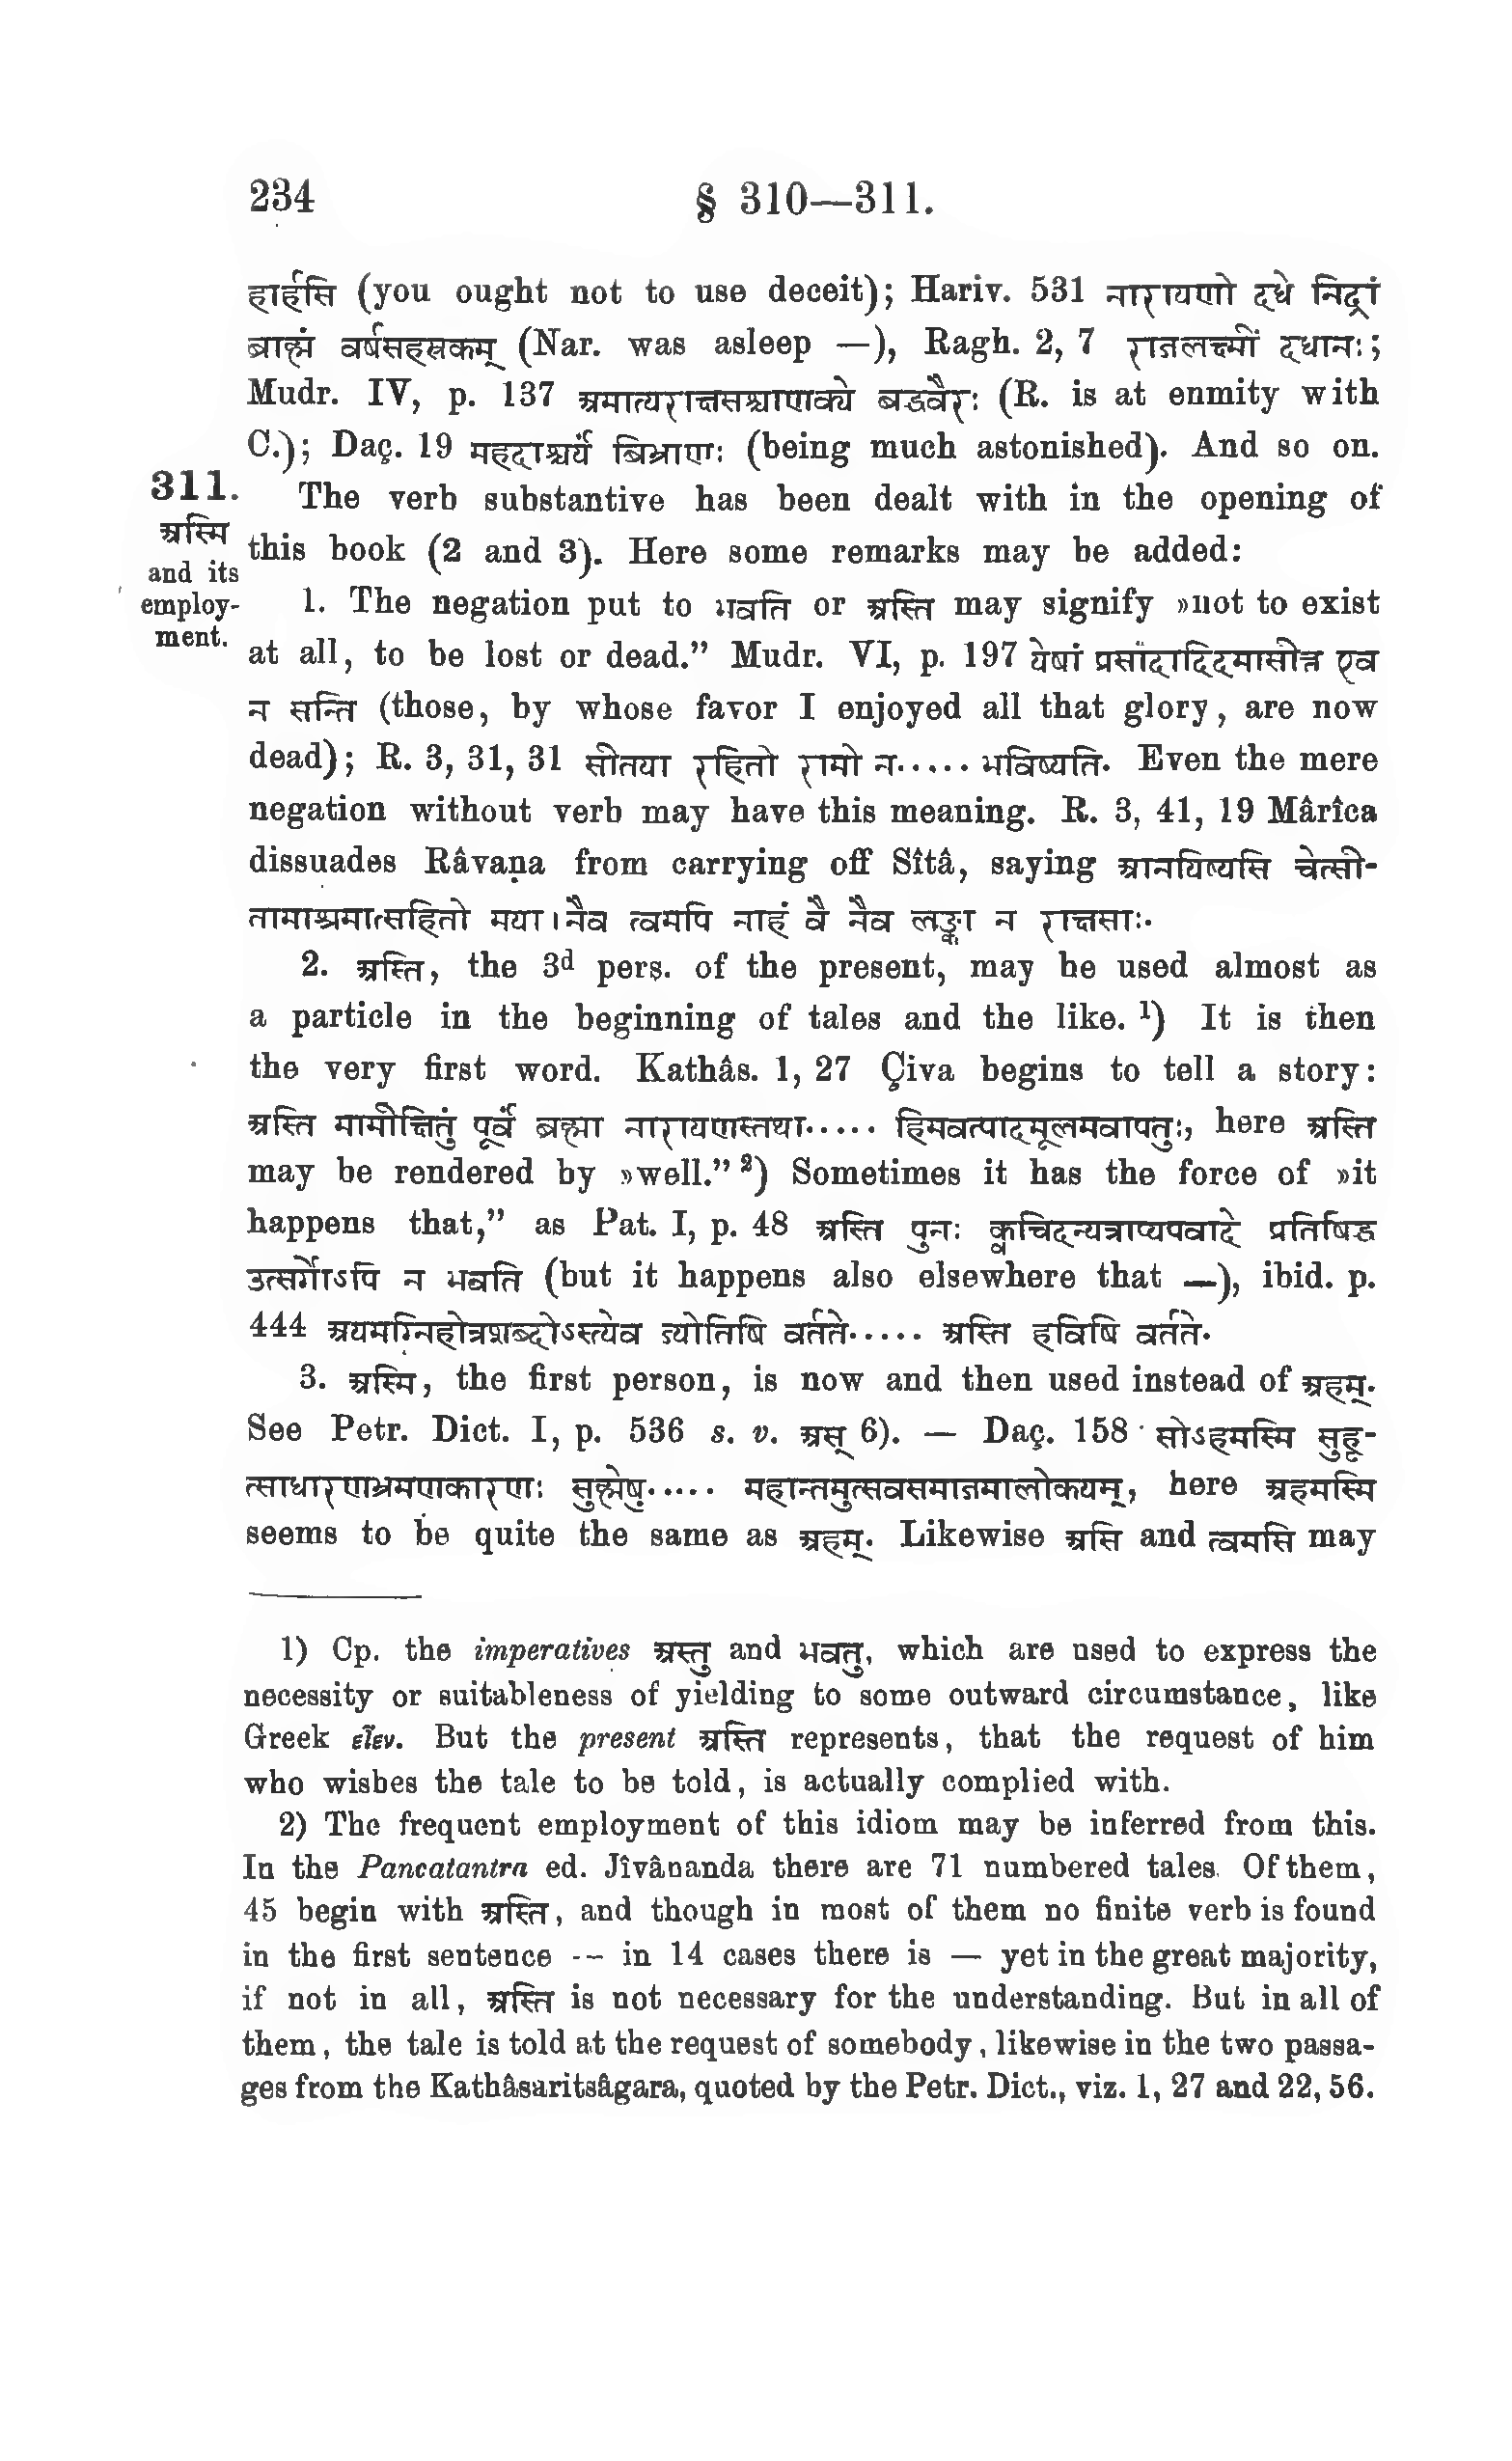 234 § 310—311.
हार्हसि (you ought not to use deceit); Hariv. 531 नारायणो दधे निद्रां
ब्राह्मं वर्षसहस्रकम् (Nar. was asleep —), Ragh. 2, 7 राजलक्ष्मीं दधानः;
Mudr. IV, p. 137 अमात्यराक्षसश्चाणक्ये बद्धवैरः (R. is at enmity with
C.); Daç. 19 महदाश्चर्यं बिभ्राणः (being much astonished). And so on.
311. The verb substantive has been dealt with in the opening of
अस्मि
this book (2 and 3). Here some remarks may be added:
and its
employ-
ment.
1. The negation put to भवति or अस्ति may signify »not to exist
at all, to be lost or dead.” Mudr. VI, p. 197 येषां प्रसादादिदमासीत्त एव
न सन्ति (those, by whose favor I enjoyed all that glory, are now
dead); R. 3, 31, 31 सीतया रहितो रामो न..... भविष्यति. Even the mere
negation without verb may have this meaning. R. 3, 41, 19 Mârîca
dissuades Râvaṇa from carrying off Sîtâ, saying आनयिष्यसि चेत्सी-
तामाश्रमात्सहितो मया । नैव त्वमपि नाहं वै नैव लङ्का न राक्षसाः.
2. अस्ति, the 3d pers. of the present, may be used almost as
a particle in the beginning of tales and the like. ¹) It is then
the very first word. Kathâs. 1, 27 Çiva begins to tell a story:
अस्ति मामीक्षितुं पूर्वं ब्रह्मा नारायणस्तथा..... हिमवत्पादमूलमवापतुः, here अस्ति
may be rendered by »well.” ²) Sometimes it has the force of »it
happens that,” as Pat. I, p. 48 अस्ति पुनः क्वचिदन्यत्राप्यपवादे प्रतिषिद्ध
उत्सर्गोऽपि न भवति (but it happens also elsewhere that —), ibid. p.
444 अयमग्निहोत्रशब्दोऽस्त्येव ज्योतिषि वर्तते..... अस्ति हविषि वर्तते.
3. अस्मि, the first person, is now and then used instead of अहम्.
See Petr. Dict. I, p. 536 s. v. अस् 6). — Daç. 158 सोऽहमस्मि सुहृ-
त्साधारणभ्रमणकारणः सुह्मेषु..... महान्तमुत्सवसमाजमालोकयम्, here अहमस्मि
seems to be quite the same as अहम्. Likewise असि and त्वमसि may
1) Cp. the imperatives अस्तु and भवतु, which are used to express the
necessity or suitableness of yielding to some outward circumstance, like
Greek εἶεν. But the present अस्ति represents, that the request of him
who wishes the tale to be told, is actually complied with.
2) The frequent employment of this idiom may be inferred from this.
In the Pancatantra ed. Jîvânanda there are 71 numbered tales. Of them,
45 begin with अस्ति, and though in most of them no finite verb is found
in the first sentence -- in 14 cases there is — yet in the great majority,
if not in all, अस्ति is not necessary for the understanding. But in all of
them, the tale is told at the request of somebody, likewise in the two passa-
ges from the Kathâsaritsâgara, quoted by the Petr. Dict., viz. 1, 27 and 22, 56.